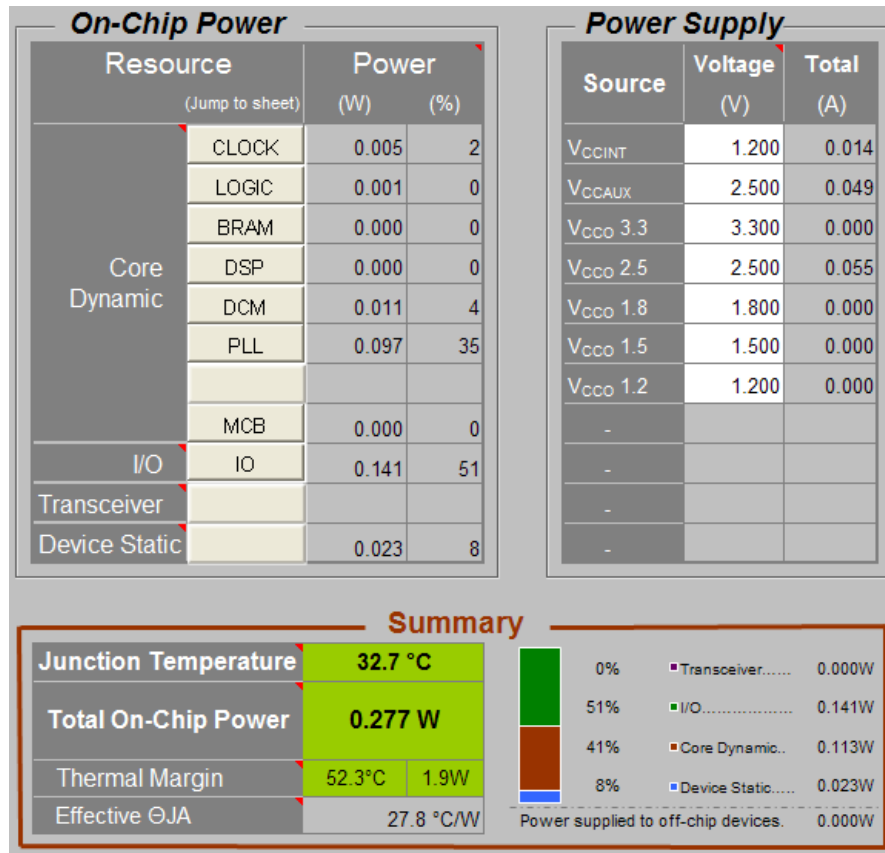 On-Chip Power
Resource Power
(Jump to sheet) (W) (%)
Core Dynamic
CLOCK 0.005 2
LOGIC 0.001 0
BRAM 0.000 0
DSP 0.000 0
DCM 0.011 4
PLL 0.097 35
MCB 0.000 0
I/O IO 0.141 51
Transceiver
Device Static 0.023 8
Power Supply
Source Voltage Total
(V) (A)
VCCINT 1.200 0.014
VCCAUX 2.500 0.049
VCCO 3.3 3.300 0.000
VCCO 2.5 2.500 0.055
VCCO 1.8 1.800 0.000
VCCO 1.5 1.500 0.000
VCCO 1.2 1.200 0.000
-
-
-
-
Summary
Junction Temperature 32.7 °C
Total On-Chip Power 0.277 W
Thermal Margin 52.3°C 1.9W
Effective ΘJA 27.8 °C/W
0% Transceiver...... 0.000W
51% I/O................. 0.141W
41% Core Dynamic.. 0.113W
8% Device Static..... 0.023W
Power supplied to off-chip devices. 0.000W